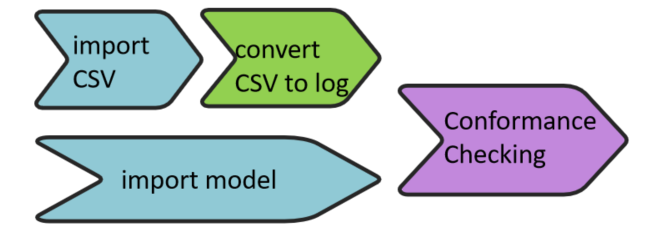 import
CSV
convert
CSV to log
import model
Conformance
Checking